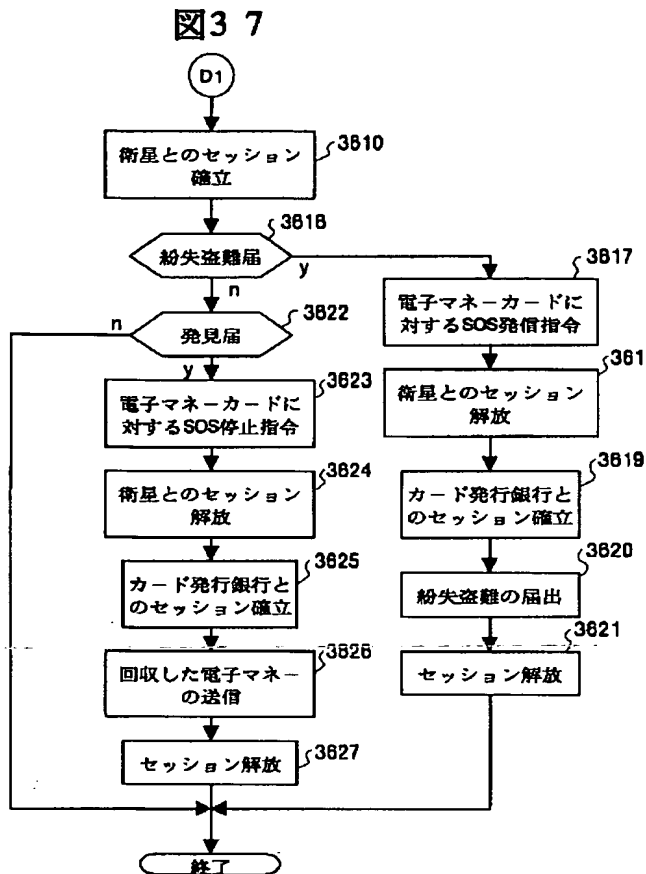 図３７
D1
衛星とのセッション
確立
3610
紛失盗難届
3616
y
n
発見届
3622
n
y
電子マネーカードに
対するSOS停止指令
3623
衛星とのセッション
解放
3624
カード発行銀行と
のセッション確立
3625
回収した電子マネー
の送信
3626
セッション解放
3627
電子マネーカードに
対するSOS発信指令
3617
衛星とのセッション
解放
361
カード発行銀行と
のセッション確立
3619
紛失盗難の届出
3620
セッション解放
3621
終了